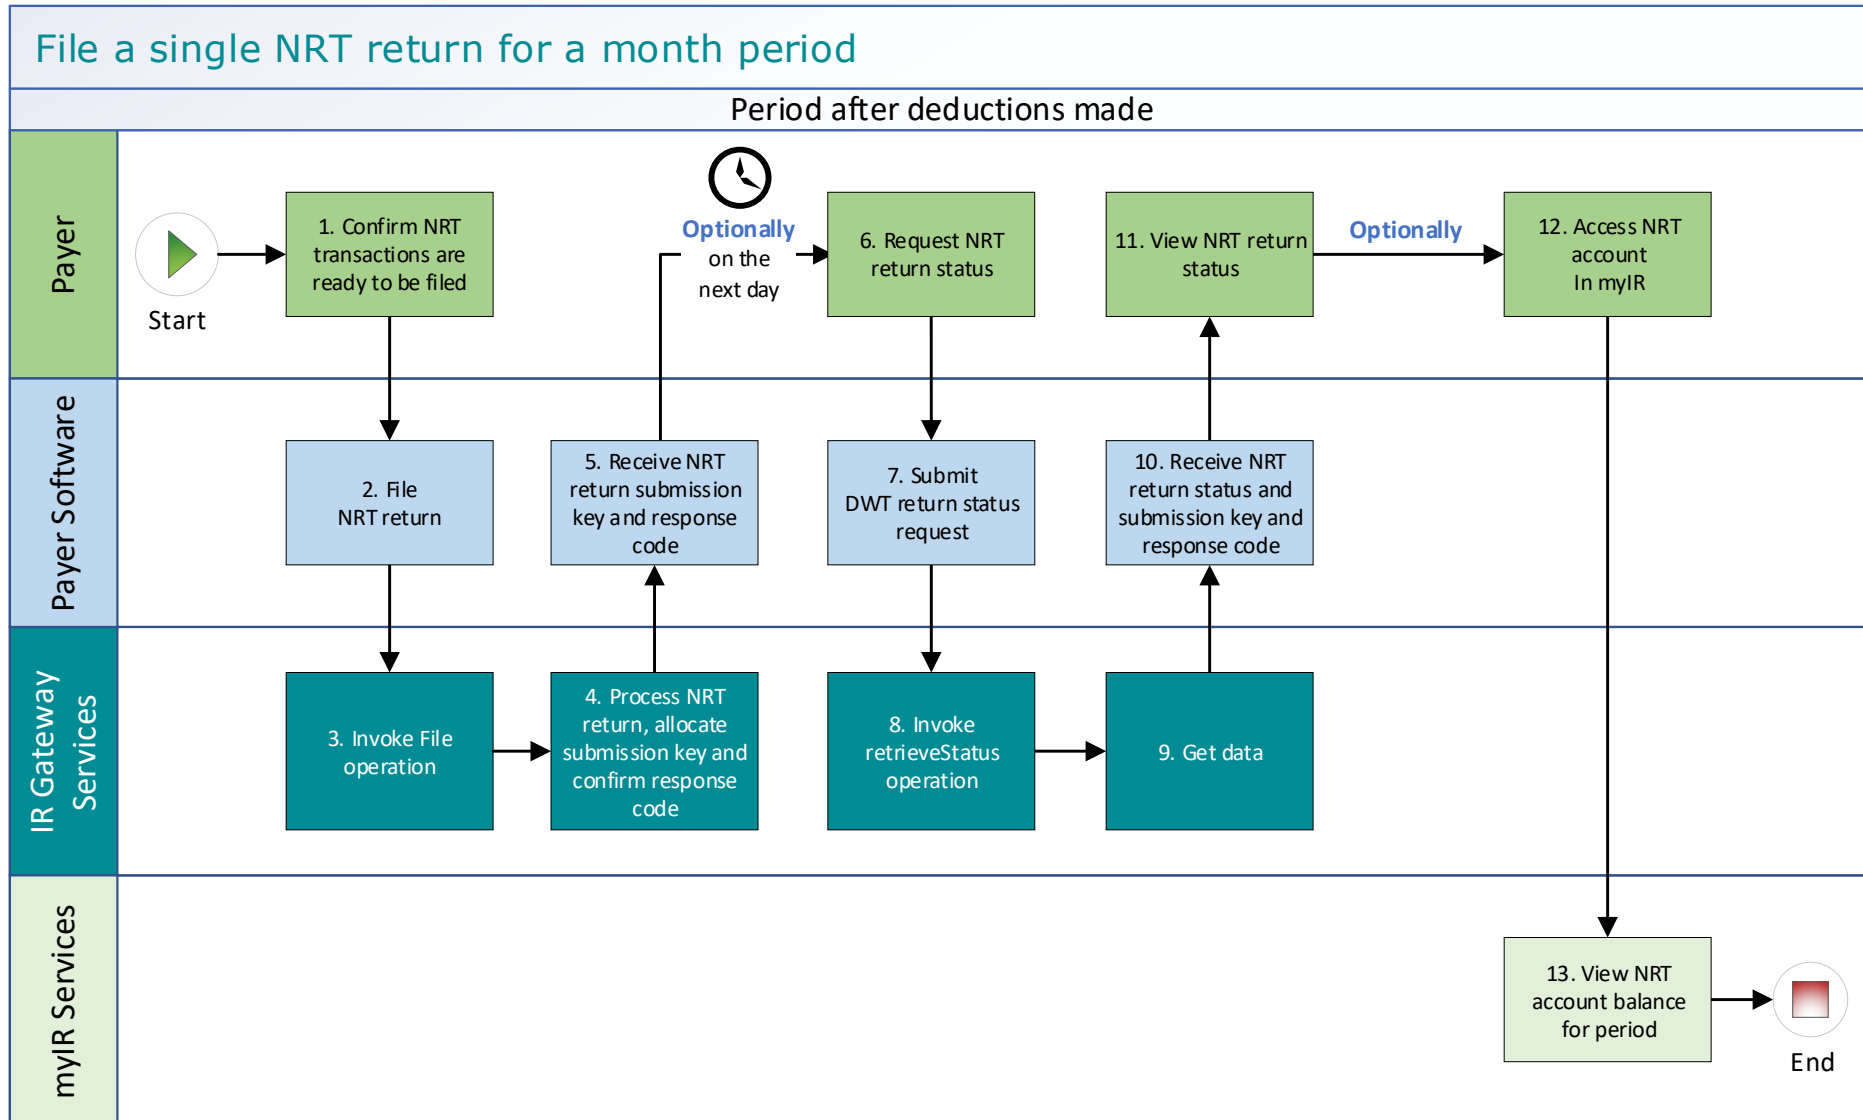 File a single NRT return for a month period
Period after deductions made
Payer
Start
1. Confirm NRT
transactions are
ready to be filed
Optionally
on the
next day
6. Request NRT
return status
11. View NRT return
status
Optionally
12. Access NRT
account
In myIR
Payer Software
2. File
NRT return
5. Receive NRT
return submission
key and response
code
7. Submit
DWT return status
request
10. Receive NRT
return status and
submission key and
response code
IR Gateway
Services
3. Invoke File
operation
4. Process NRT
return, allocate
submission key and
confirm response
code
8. Invoke
retrieveStatus
operation
9. Get data
myIR Services
13. View NRT
account balance
for period
End